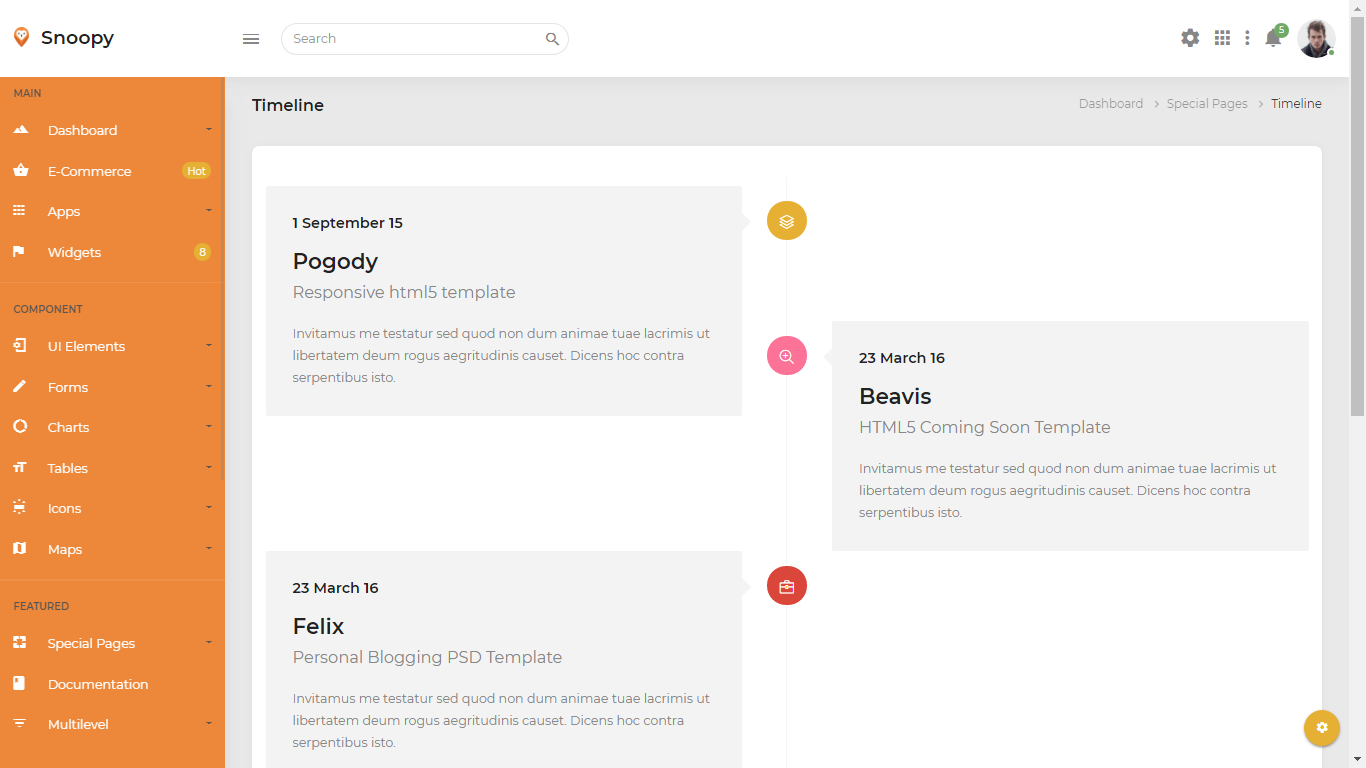 Snoopy
Search
5
MAIN
Dashboard
E-Commerce Hot
Apps
Widgets 8
COMPONENT
UI Elements
Forms
Charts
Tables
Icons
Maps
FEATURED
Special Pages
Documentation
Multilevel
Timeline
Dashboard > Special Pages > Timeline
1 September 15
Pogody
Responsive html5 template
Invitamus me testatur sed quod non dum animae tuae lacrimis ut
libertatem deum rogus aegritudinis causet. Dicens hoc contra
serpentibus isto.
23 March 16
Beavis
HTML5 Coming Soon Template
Invitamus me testatur sed quod non dum animae tuae lacrimis ut
libertatem deum rogus aegritudinis causet. Dicens hoc contra
serpentibus isto.
23 March 16
Felix
Personal Blogging PSD Template
Invitamus me testatur sed quod non dum animae tuae lacrimis ut
libertatem deum rogus aegritudinis causet. Dicens hoc contra
serpentibus isto.